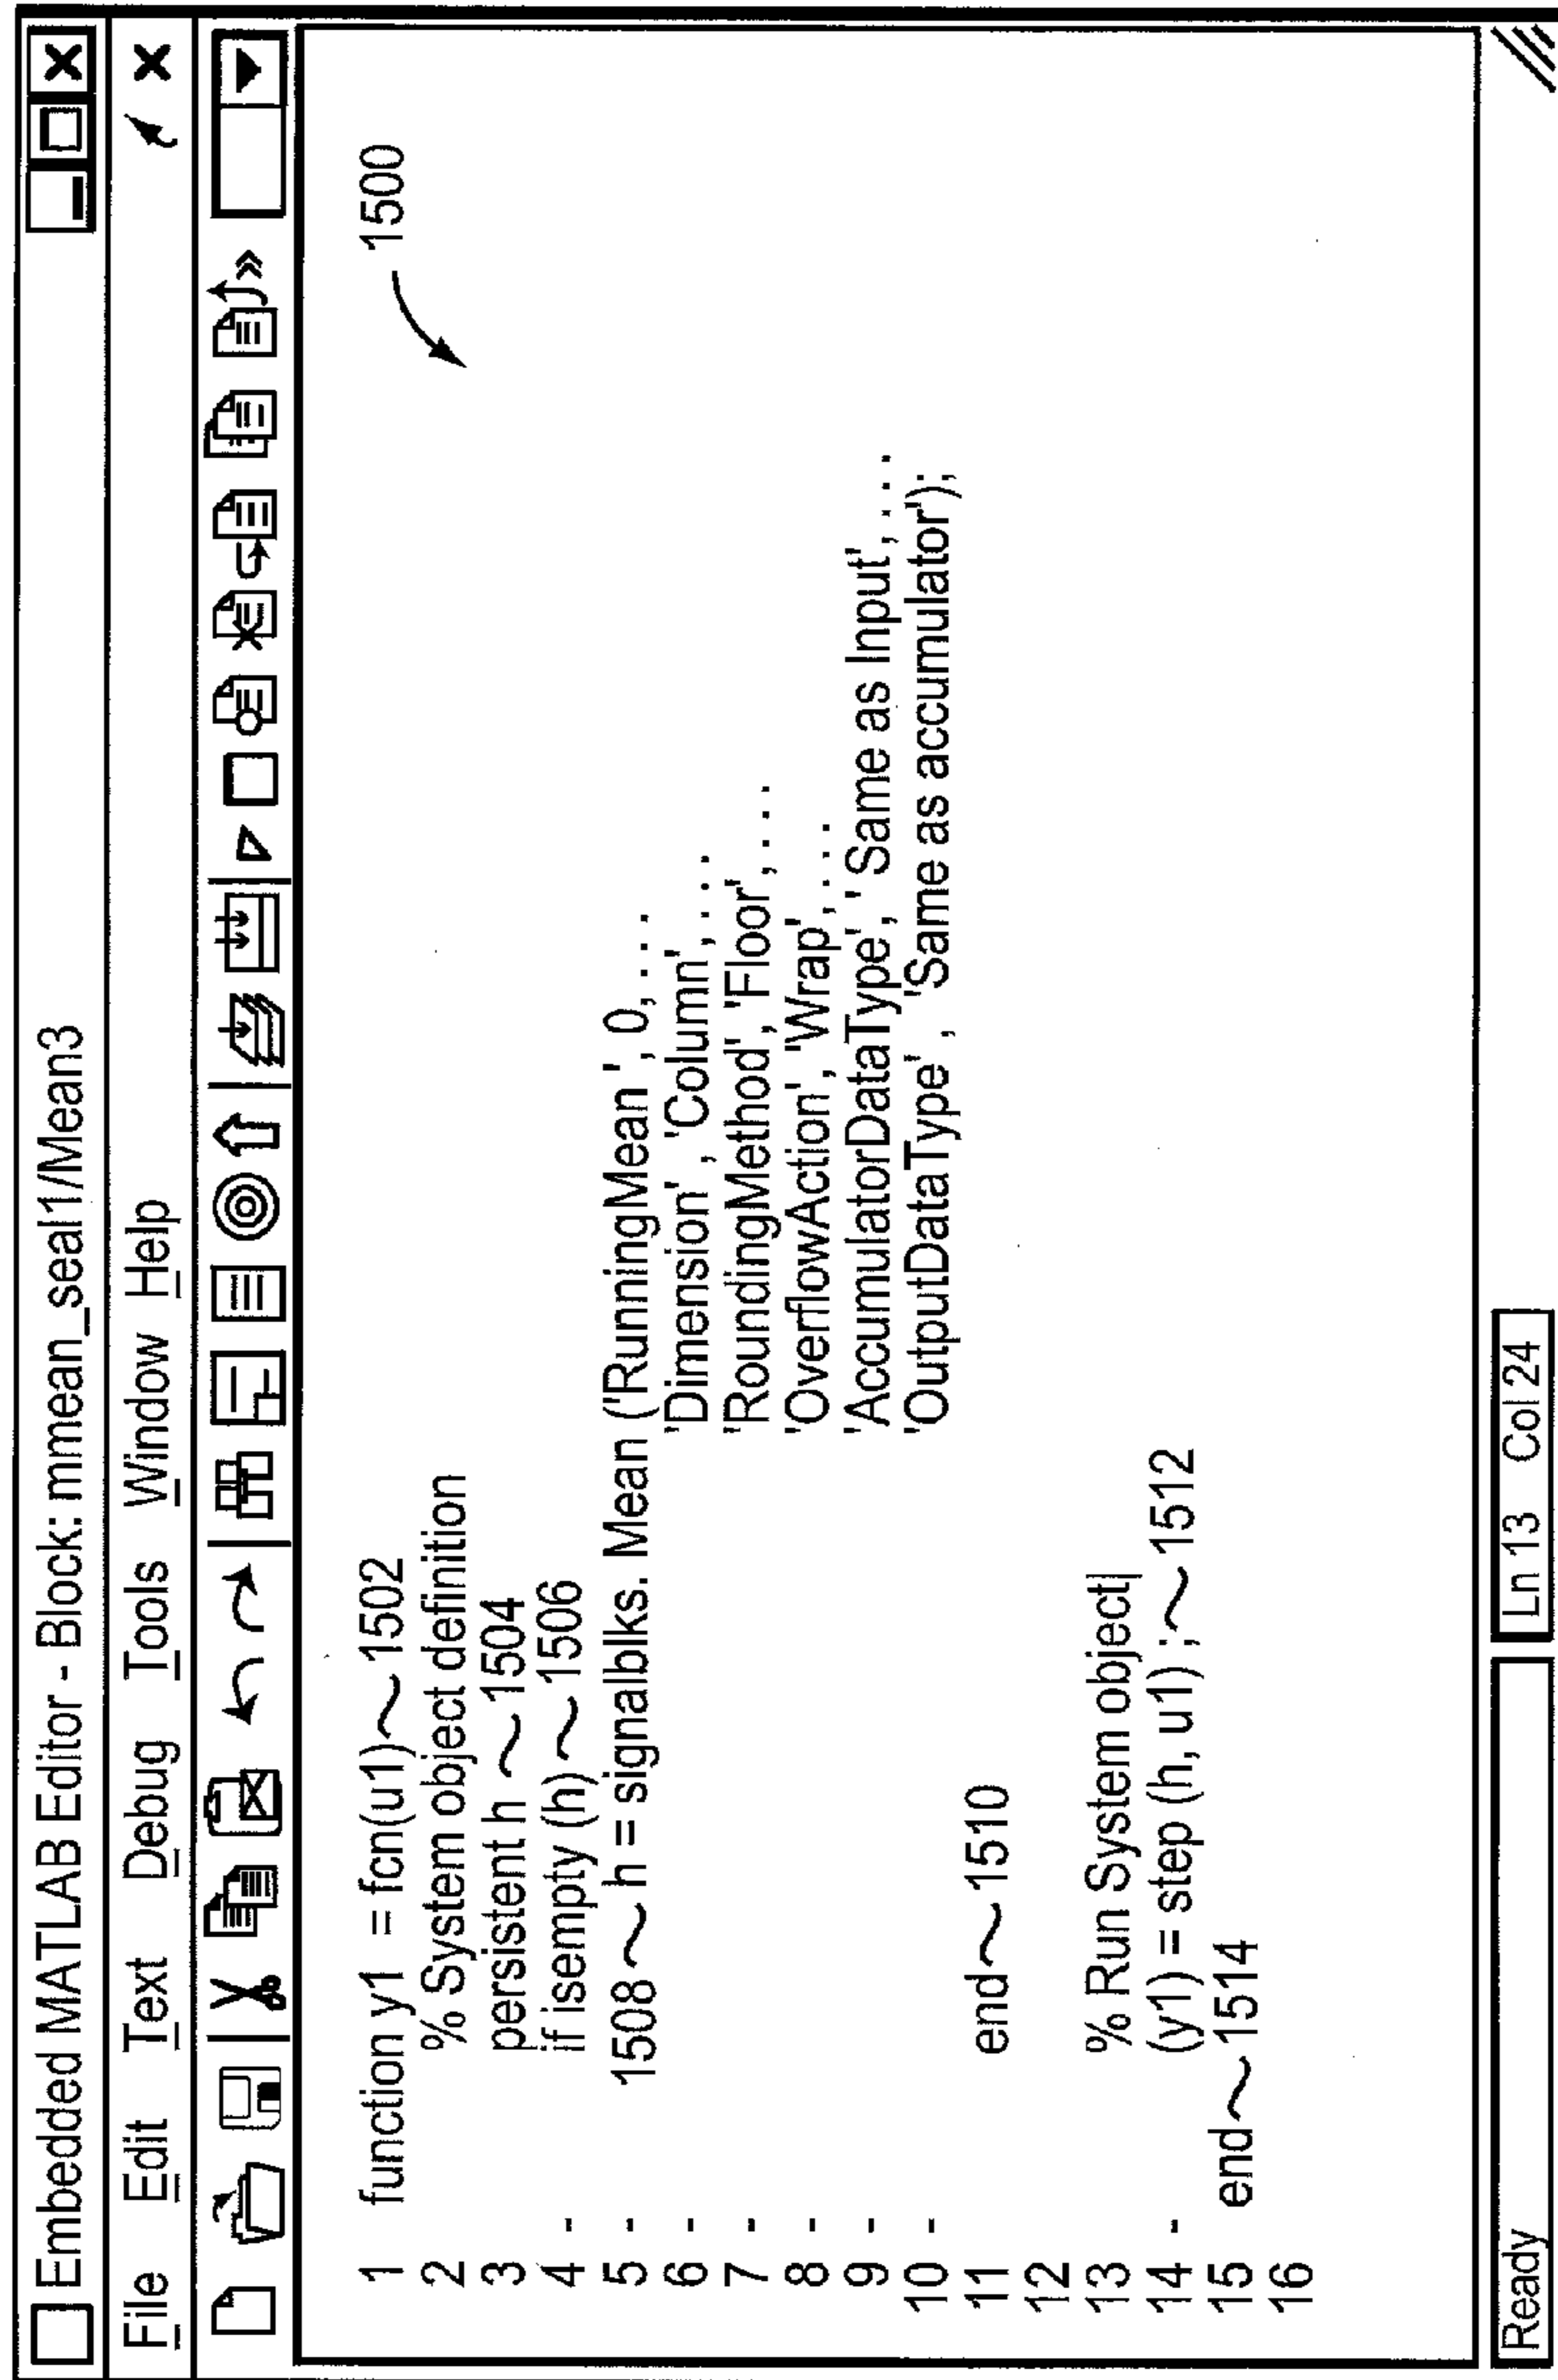 Embedded MATLAB Editor - Block: mmean_seal1/Mean3
File Edit Text Debug Tools Window Help
1500
1 function y1 = fcn(u1) ~ 1502
2 % System object definition
3 persistent h ~ 1504
4 - if isempty (h) ~ 1506
5 - 1508 ~ h = signalblks. Mean ('RunningMean ', 0, . . .
6 - 'Dimension' , 'Column', . . .
7 - 'RoundingMethod', 'Floor', . . .
8 - 'OverflowAction', 'Wrap', . . .
9 - 'AccumulatorDataType', ' Same as Input', . . .
10 - 'OutputDataType' , 'Same as accumulator');
11 end ~ 1510
12
13 % Run System object|
14 - (y1) = step (h, u1) ; ~ 1512
15 end ~ 1514
16
Ready Ln 13 Col 24